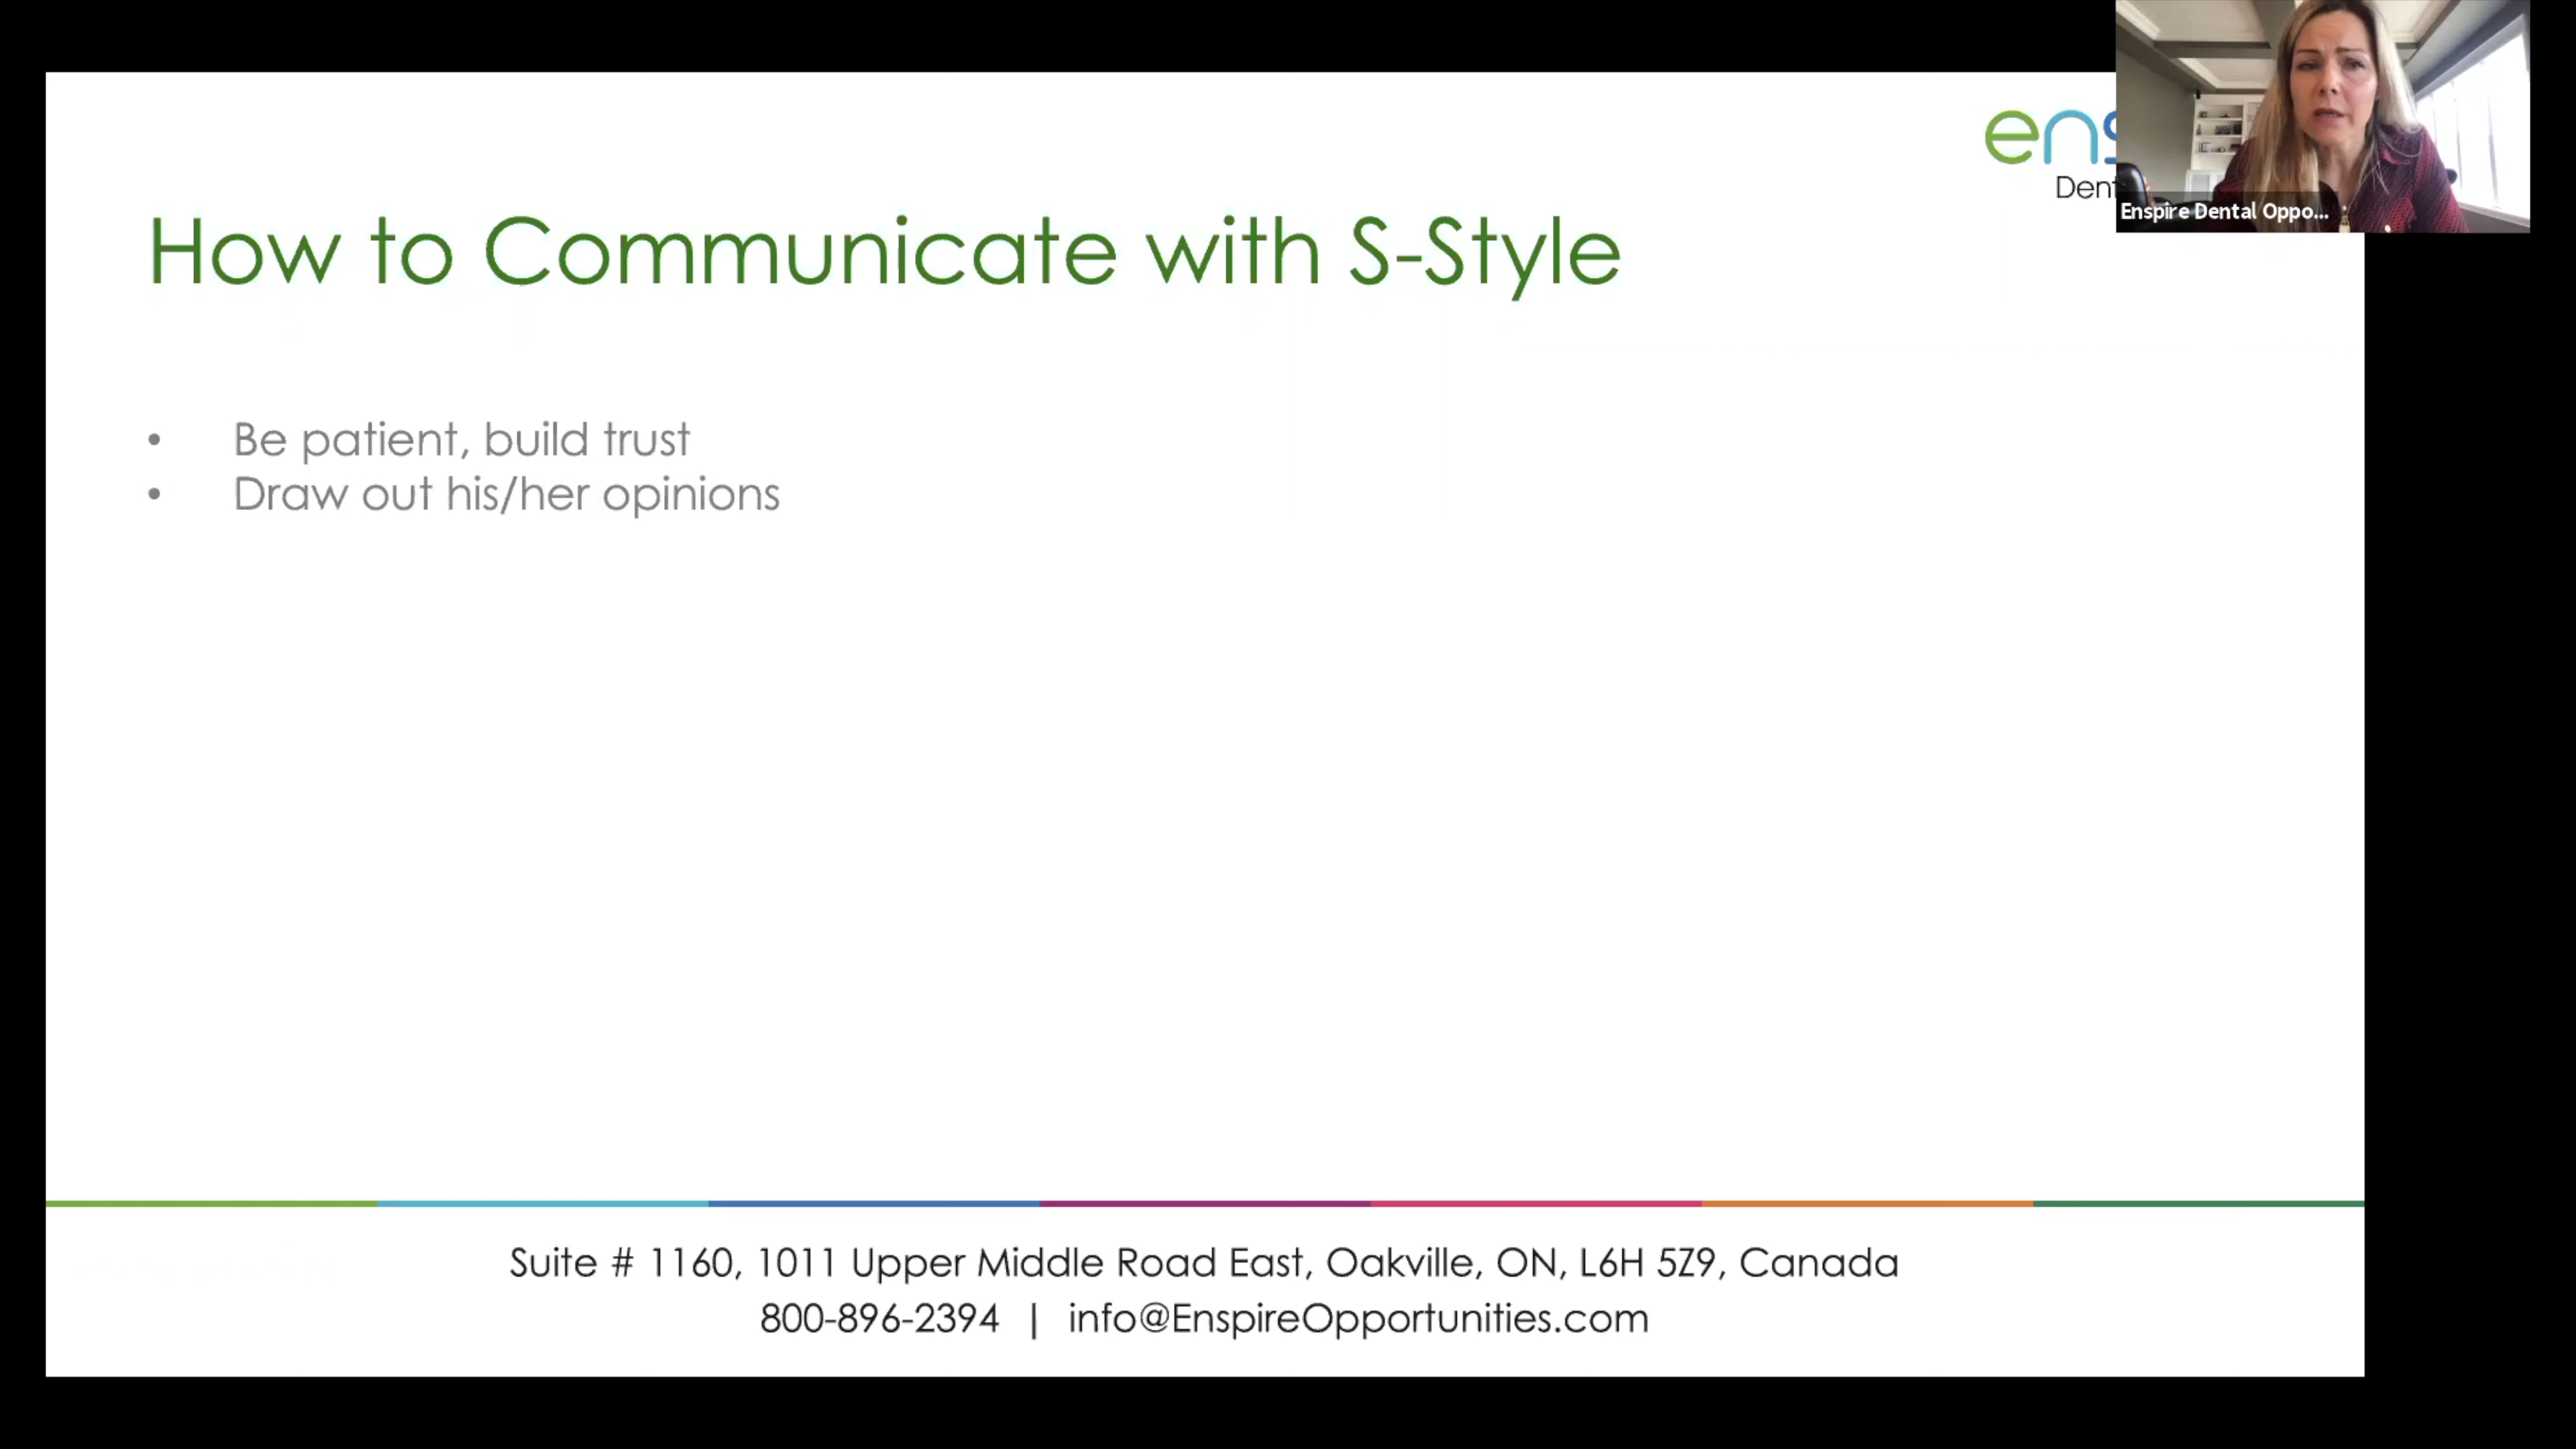 How to Communicate with S-Style
• Be patient, build trust
• Draw out his/her opinions
Enspire Dental Oppo...
Suite # 1160, 1011 Upper Middle Road East, Oakville, ON, L6H 5Z9, Canada
800-896-2394 | info@EnspireOpportunities.com